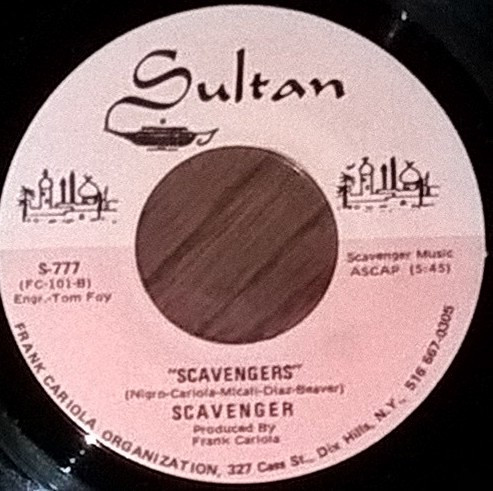 Sultan
S-777
(FC-101-B)
Engr.-Tom Foy
Scavenger Music
ASCAP (5:45)
"SCAVENGERS"
(Nigro-Cariola-Micali-Diaz-Beaver)
SCAVENGER
Produced By
Frank Cariola
FRANK CARIOLA ORGANIZATION, 327 Cass St., Dix Hills, N.Y., 516 667-0305